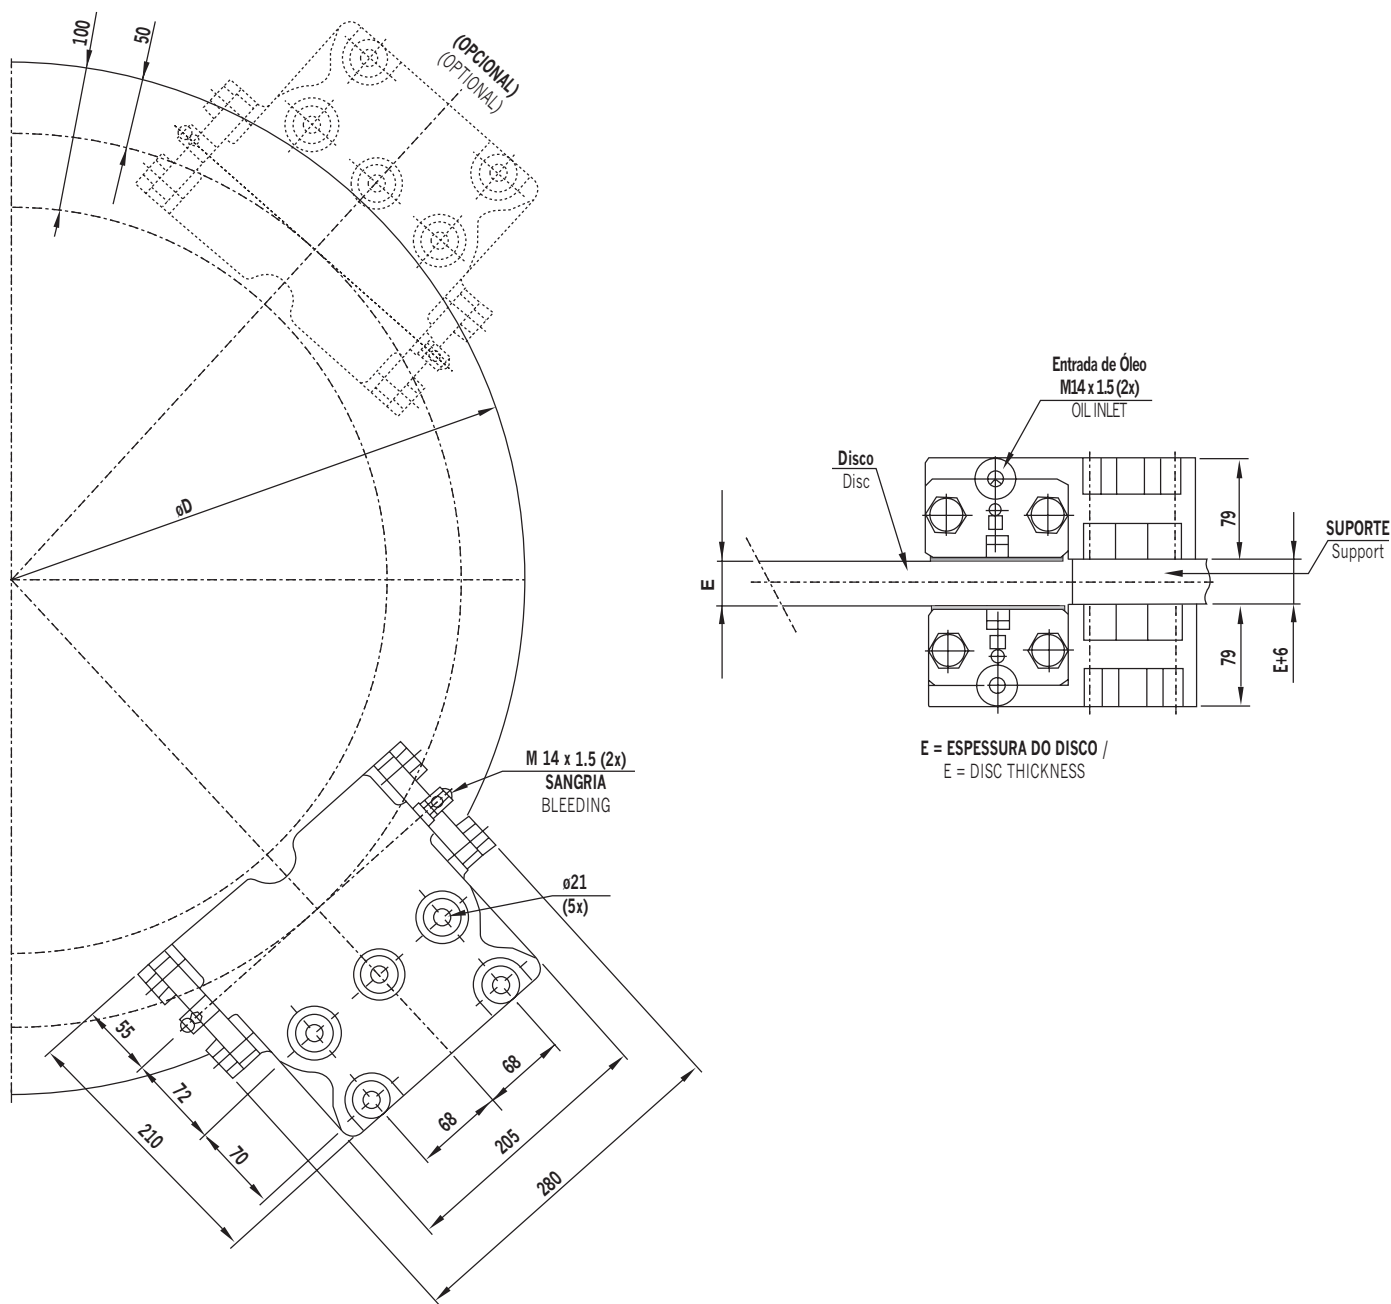 100
50
(OPCIONAL)
(OPTIONAL)
øD
Entrada de Óleo
M14 x 1.5 (2x)
OIL INLET
Disco
Disc
79
SUPORTE
Support
E
79
E+6
E = ESPESSURA DO DISCO /
E = DISC THICKNESS
M 14 x 1.5 (2x)
SANGRIA
BLEEDING
ø21
(5x)
55
72
210
70
68
68
205
280